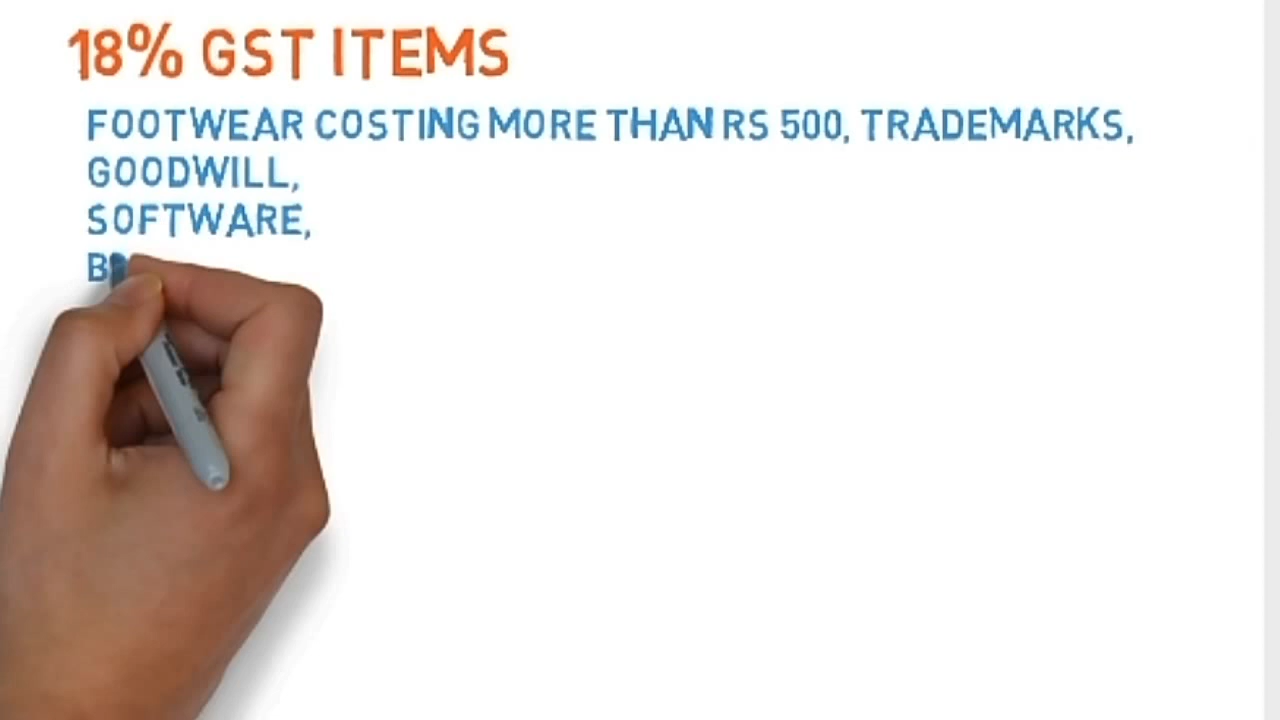 18% GST ITEMS
FOOTWEAR COSTING MORE THAN RS 500, TRADEMARKS,
GOODWILL,
SOFTWARE,